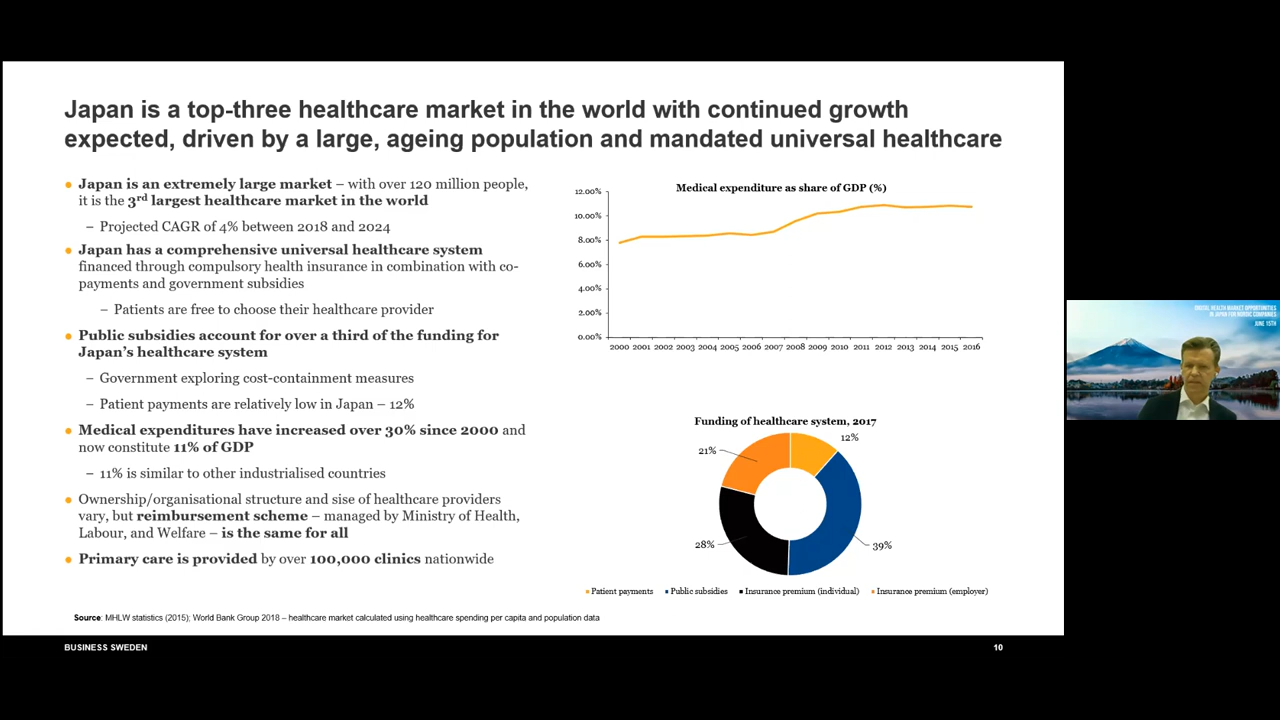 Japan is a top-three healthcare market in the world with continued growth
expected, driven by a large, ageing population and mandated universal healthcare
• Japan is an extremely large market – with over 120 million people,
it is the 3rd largest healthcare market in the world
– Projected CAGR of 4% between 2018 and 2024
• Japan has a comprehensive universal healthcare system
financed through compulsory health insurance in combination with co-
payments and government subsidies
– Patients are free to choose their healthcare provider
• Public subsidies account for over a third of the funding for
Japan's healthcare system
– Government exploring cost-containment measures
– Patient payments are relatively low in Japan – 12%
• Medical expenditures have increased over 30% since 2000 and
now constitute 11% of GDP
– 11% is similar to other industrialised countries
• Ownership/organisational structure and sise of healthcare providers
vary, but reimbursement scheme – managed by Ministry of Health,
Labour, and Welfare – is the same for all
• Primary care is provided by over 100,000 clinics nationwide
Medical expenditure as share of GDP (%)
12.00%
10.00%
8.00%
6.00%
4.00%
2.00%
0.00%
2000 2001 2002 2003 2004 2005 2006 2007 2008 2009 2010 2011 2012 2013 2014 2015 2016
Funding of healthcare system, 2017
12%
21%
28%
39%
Patient payments Public subsidies Insurance premium (individual) Insurance premium (employer)
Source: MHLW statistics (2015); World Bank Group 2018 – healthcare market calculated using healthcare spending per capita and population data
BUSINESS SWEDEN
10
DIGITAL HEALTH MARKET OPPORTUNITIES
IN JAPAN FOR NORDIC COMPANIES
JUNE 15TH